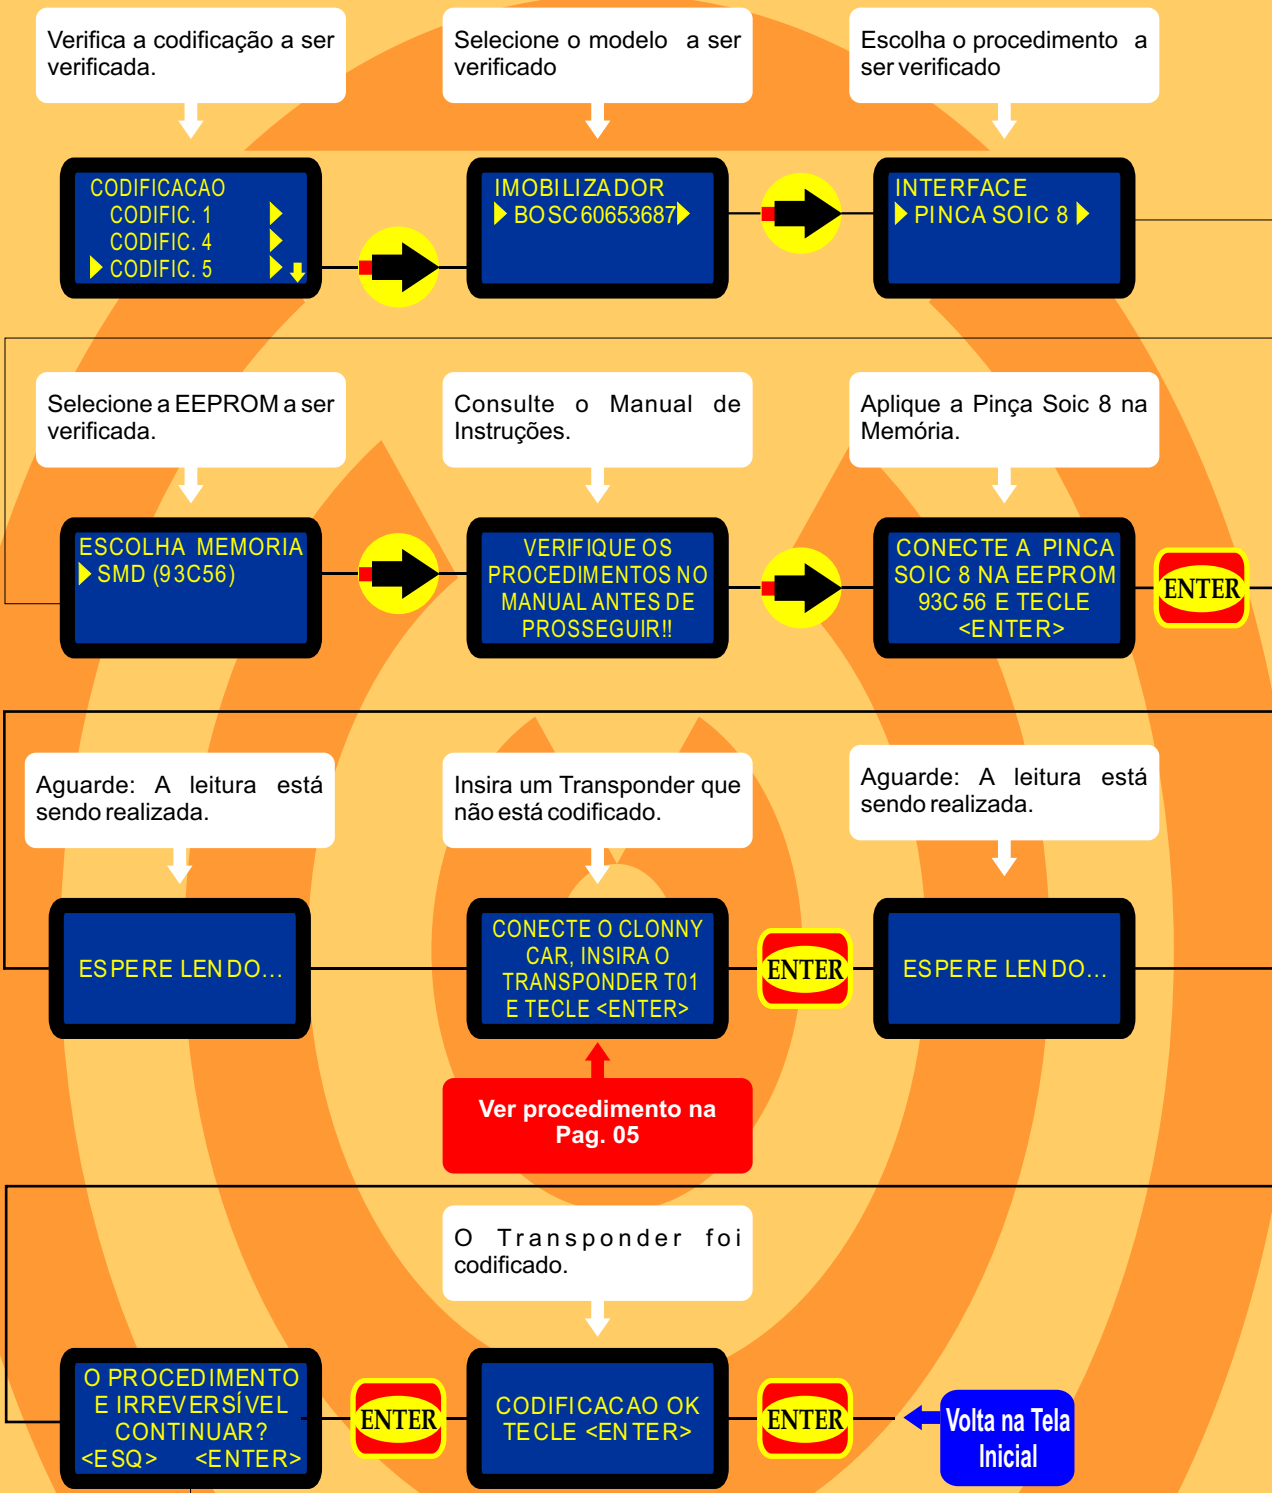 Verifica a codificação a ser
verificada.
Selecione o modelo a ser
verificado
Escolha o procedimento a
ser verificado
CODIFICACAO
CODIFIC. 1
CODIFIC. 4
CODIFIC. 5
IMOBILIZADOR
BOSC60653687
INTERFACE
PINCA SOIC 8
Selecione a EEPROM a ser
verificada.
Consulte o Manual de
Instruções.
Aplique a Pinça Soic 8 na
Memória.
ESCOLHA MEMORIA
SMD (93C56)
VERIFIQUE OS
PROCEDIMENTOS NO
MANUAL ANTES DE
PROSSEGUIR!!
CONECTE A PINCA
SOIC 8 NA EEPROM
93C56 E TECLE
<ENTER>
ENTER
Aguarde: A leitura está
sendo realizada.
Insira um Transponder que
não está codificado.
Aguarde: A leitura está
sendo realizada.
ESPERE LENDO...
CONECTE O CLONNY
CAR, INSIRA O
TRANSPONDER T01
E TECLE <ENTER>
ENTER
ESPERE LENDO...
Ver procedimento na
Pag. 05
O Transponder foi
codificado.
O PROCEDIMENTO
E IRREVERSÍVEL
CONTINUAR?
<ESQ> <ENTER>
ENTER
CODIFICACAO OK
TECLE <ENTER>
ENTER
Volta na Tela
Inicial